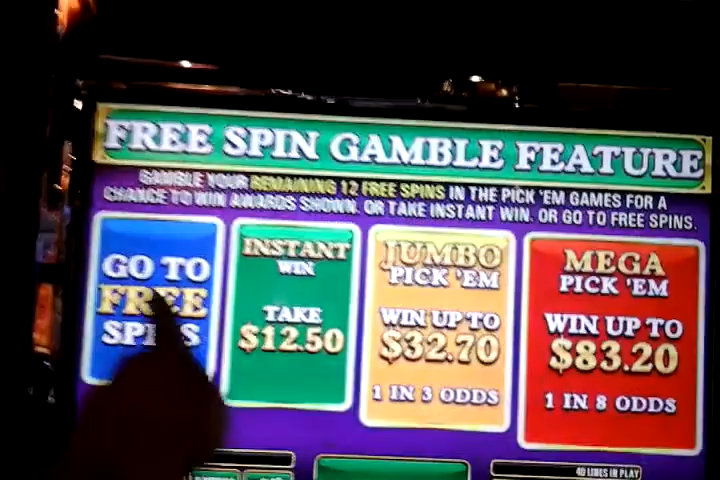 FREE SPIN GAMBLE FEATURE
GAMBLE YOUR REMAINING 12 FREE SPINS IN THE PICK 'EM GAMES FOR A
CHANCE TO WIN AWARDS SHOWN. OR TAKE INSTANT WIN. OR GO TO FREE SPINS.
GO TO
FREE
SPINS
INSTANT
WIN
TAKE
$12.50
JUMBO
PICK 'EM
WIN UP TO
$32.70
1 IN 3 ODDS
MEGA
PICK 'EM
WIN UP TO
$83.20
1 IN 8 ODDS
40 LINES IN PLAY